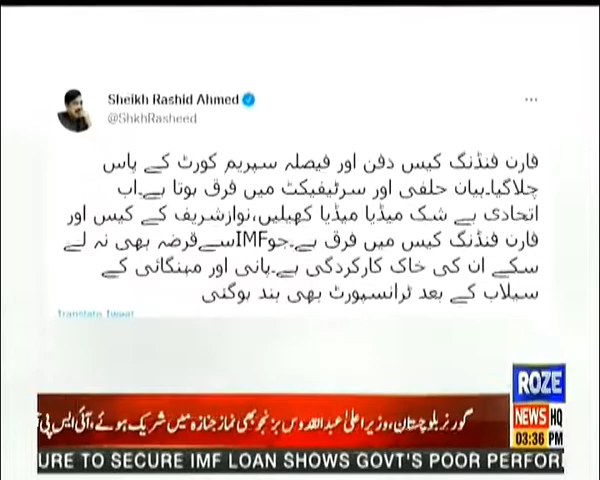 Sheikh Rashid Ahmed
@ShkhRasheed
فارن فنڈنگ کیس دفن اور فیصلہ سپریم کورٹ کے پاس
چلاگیا۔بیان حلفی اور سرٹیفیکٹ میں فرق ہوتا ہے۔اب
اتحادی بے شک میڈیا میڈیا کھیلیں،نوازشریف کے کیس اور
فارن فنڈنگ کیس میں فرق ہے۔جوIMFسےقرضہ بھی نہ لے
سکے ان کی خاک کارکردگی ہے۔پانی اور مہنگائی کے
سیلاب کے بعد ٹرانسپورٹ بھی بند ہوگئی
Translate Tweet
ROZE
NEWS HQ
03:36 PM
گورنر بلوچستان،وزیراعلیٰ عبدالقدوس بزنجو بھی نماز جنازہ میں شریک ہوئے،آئی ایس پی آ
URE TO SECURE IMF LOAN SHOWS GOVT'S POOR PERFOR